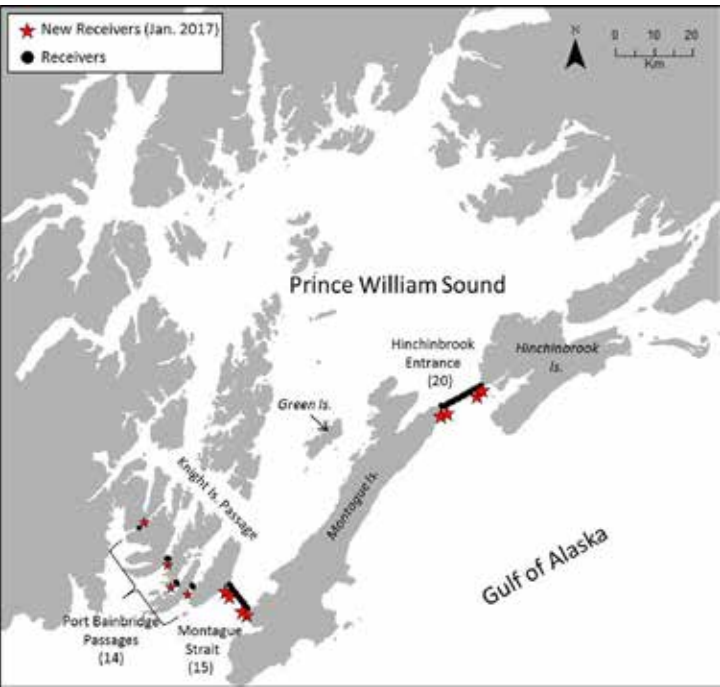 New Receivers (Jan. 2017)
Receivers
N
0 10 20
Km
Prince William Sound
Hinchinbrook
Entrance
(20)
Hinchinbrook
Is.
Green Is.
Knight Is. Passage
Montague Is.
Gulf of Alaska
Port Bainbridge
Passages
(14)
Montague
Strait
(15)